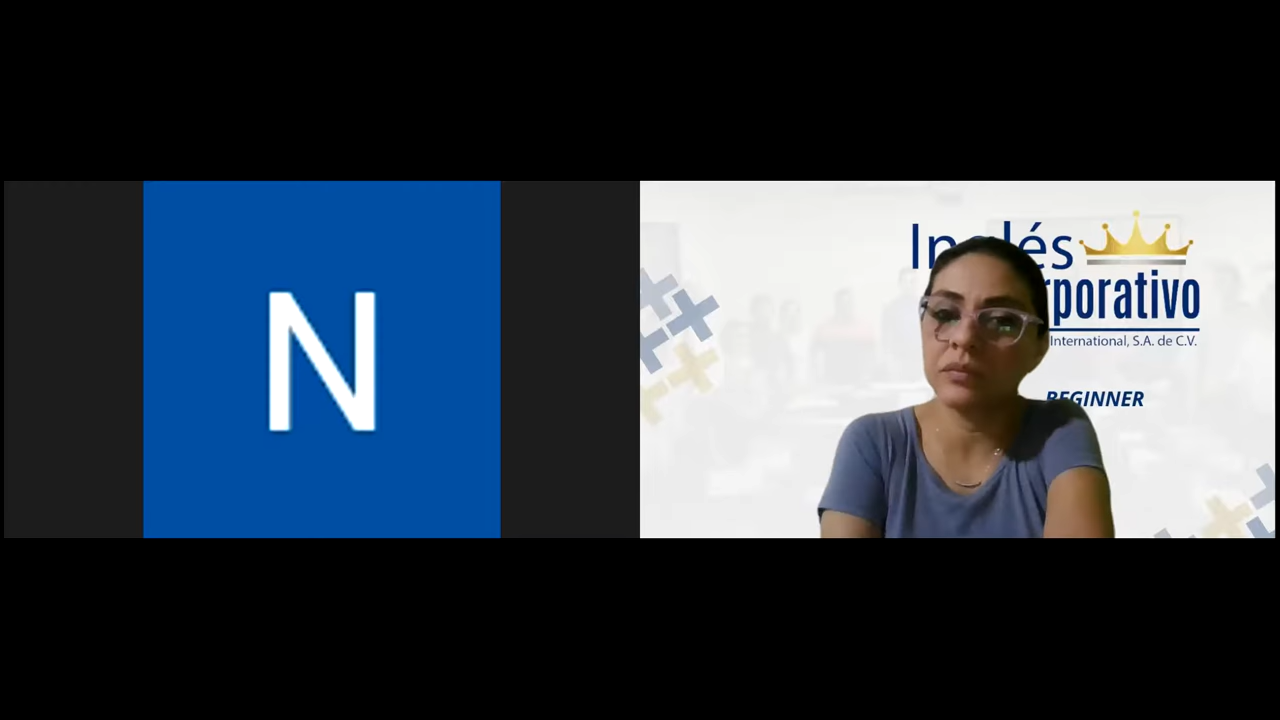 N
Inglés
rporativo
International, S.A. de C.V.
BEGINNER